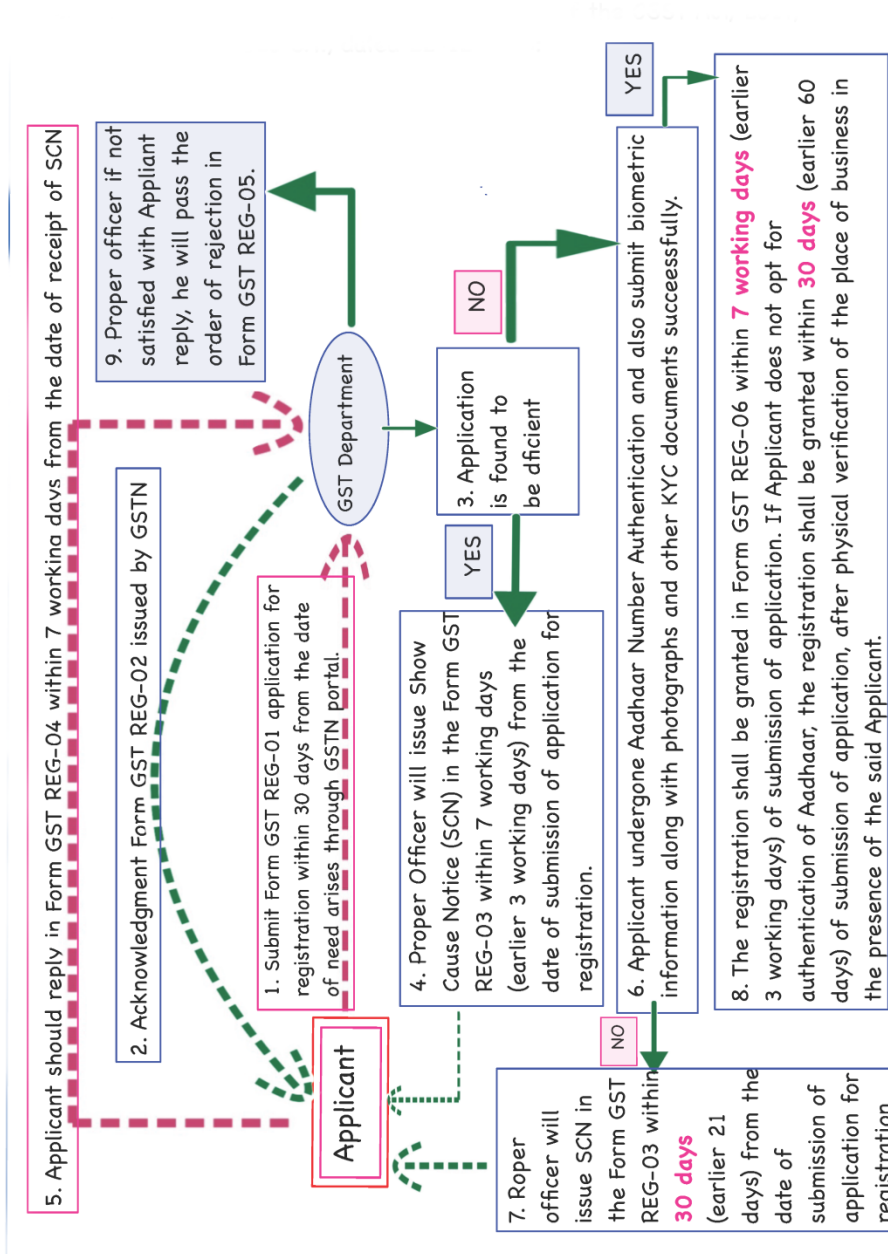 5. Applicant should reply in Form GST REG-04 within 7 working days from the date of receipt of SCN
2. Acknowledgment Form GST REG-02 issued by GSTN
9. Proper officer if not
satisfied with Appliant
reply, he will pass the
order of rejection in
Form GST REG-05.
1. Submit Form GST REG-01 application for
registration within 30 days from the date
of need arises through GSTN portal.
Applicant
GST Department
4. Proper Officer will issue Show
Cause Notice (SCN) in the Form GST
REG-03 within 7 working days
(earlier 3 working days) from the
date of submission of application for
registration.
YES
3. Application
is found to
be dficient
NO
7. Roper
officer will
issue SCN in
the Form GST
REG-03 within
30 days
(earlier 21
days) from the
date of
submission of
application for
registration
NO
6. Applicant undergone Aadhaar Number Authentication and also submit biometric
information along with photographs and other KYC documents successfully.
YES
8. The registration shall be granted in Form GST REG-06 within 7 working days (earlier
3 working days) of submission of application. If Applicant does not opt for
authentication of Aadhaar, the registration shall be granted within 30 days (earlier 60
days) of submission of application, after physical verification of the place of business in
the presence of the said Applicant.